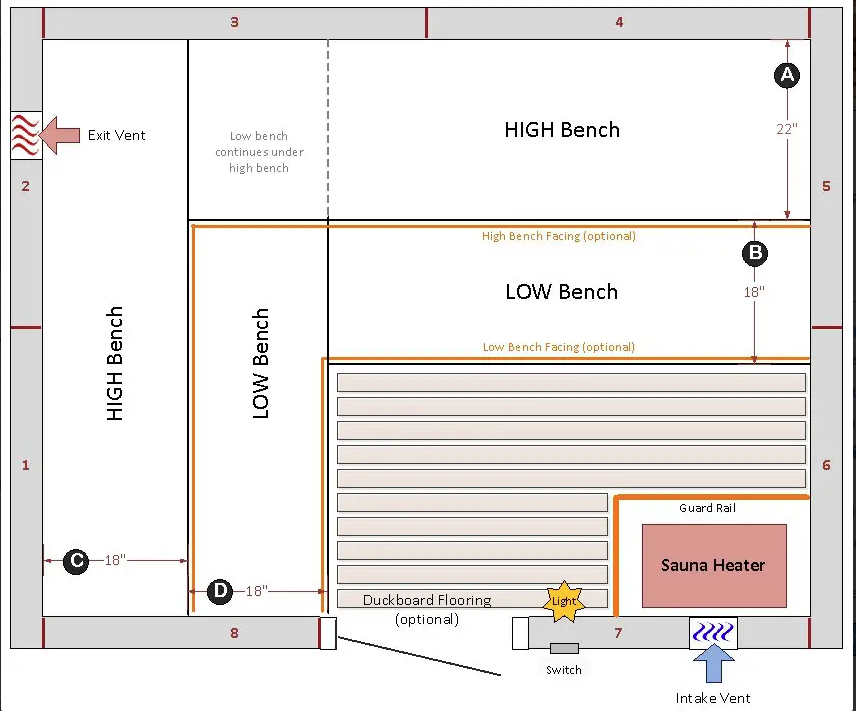 3
4
A
Exit Vent
Low bench
continues under
high bench
HIGH Bench
22"
2
5
High Bench Facing (optional)
B
LOW Bench
18"
HIGH Bench
LOW Bench
Low Bench Facing (optional)
1
6
Guard Rail
C
18"
Sauna Heater
D
18"
Duckboard Flooring
(optional)
Light
8
7
Switch
Intake Vent